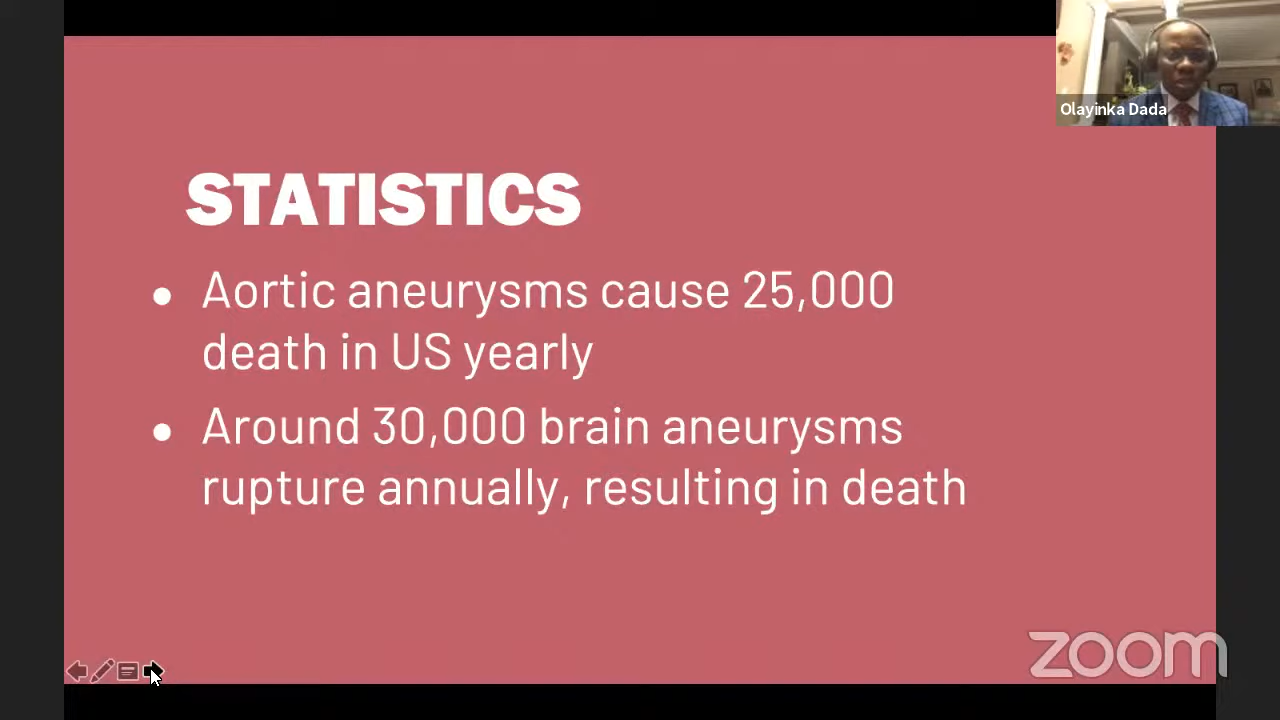 Olayinka Dada
STATISTICS
• Aortic aneurysms cause 25,000
death in US yearly
• Around 30,000 brain aneurysms
rupture annually, resulting in death
zoom